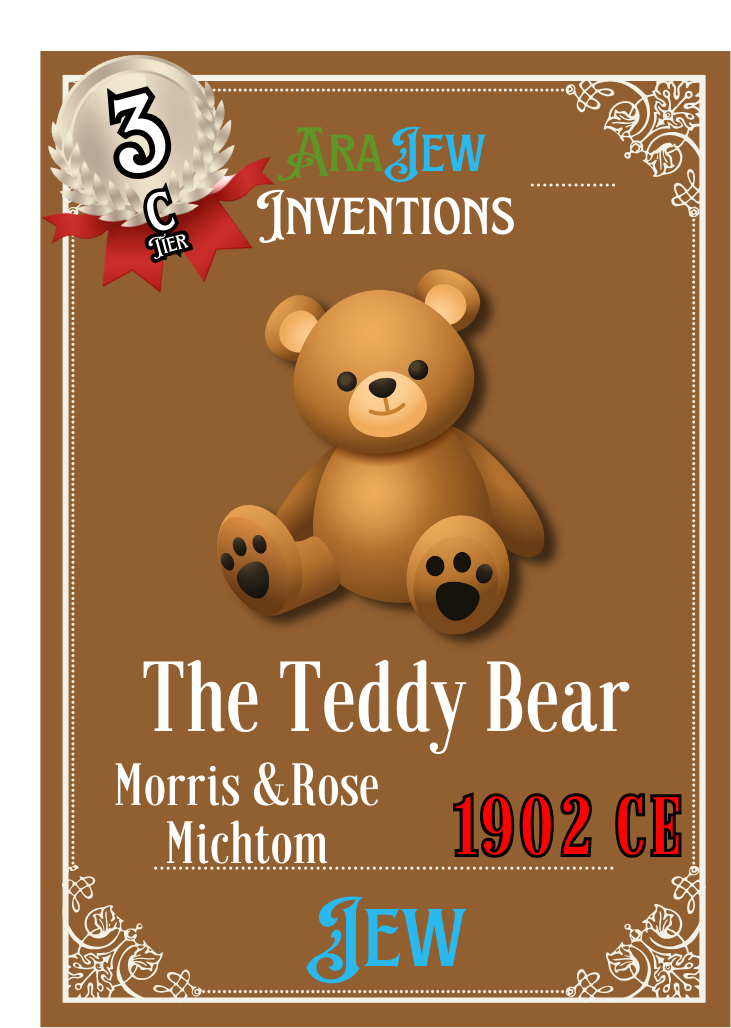 3
C
Tier
AraJew
Inventions
The Teddy Bear
Morris &Rose
Michtom
1902 CE
Jew